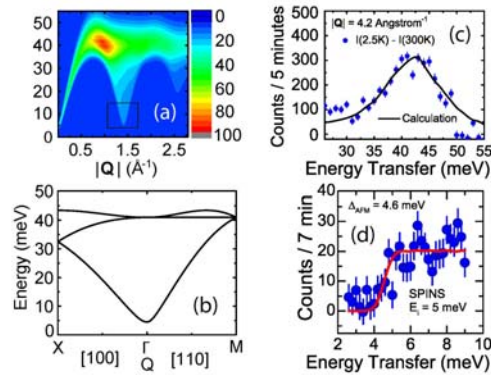 50
40
30
20
10
0
0.0 0.5 1.0 1.5 2.0 2.5
|Q| (Å⁻¹)
(a)
0
20
40
60
80
100
|Q| = 4.2 Angstrom⁻¹
I(2.5K) - I(300K)
(c)
Calculation
Counts / 5 minutes
500
400
300
200
100
0
30 35 40 45 50 55
Energy Transfer (meV)
Energy (meV)
50
40
30
20
10
0
(b)
X Γ M
[100] Q [110]
Δ_AFM = 4.6 meV
(d)
SPINS
Eᵢ = 5 meV
Counts / 7 min
40
30
20
10
0
2 4 6 8 10
Energy Transfer (meV)